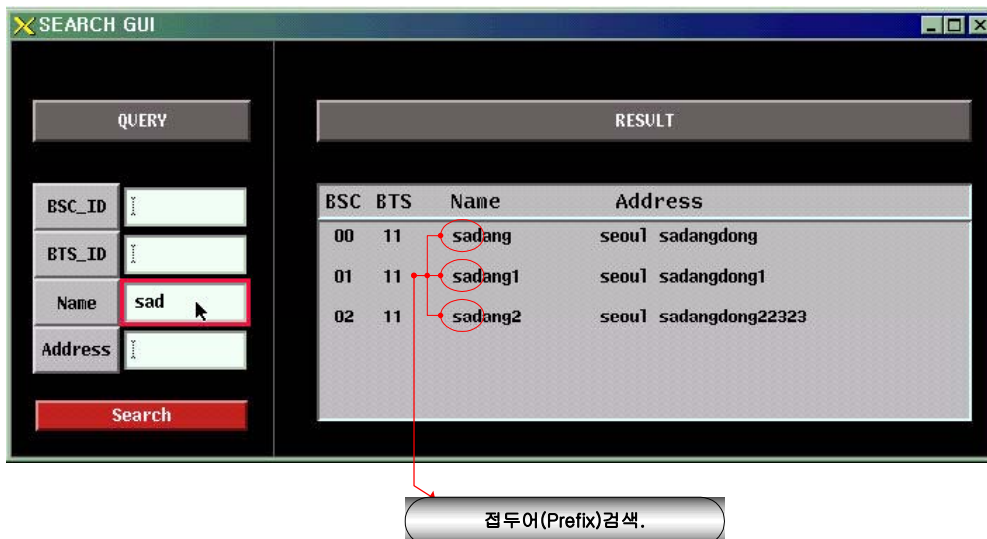 SEARCH GUI
QUERY
RESULT
BSC_ID
BTS_ID
Name sad
Address
Search
BSC BTS Name Address
00 11 sadang seoul sadangdong
01 11 sadang1 seoul sadangdong1
02 11 sadang2 seoul sadangdong22323
접두어(Prefix)검색.